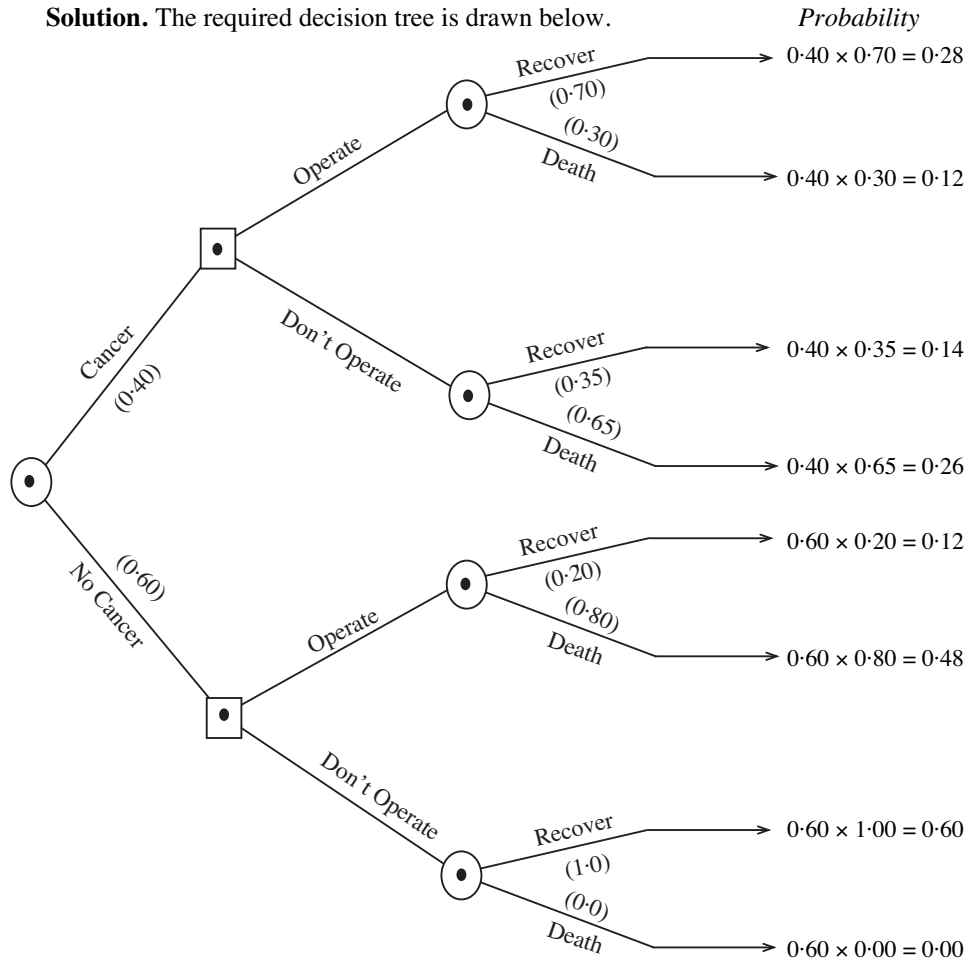 Solution. The required decision tree is drawn below.
Probability
Recover
(0·70)
0·40 × 0·70 = 0·28
(0·30)
Death
0·40 × 0·30 = 0·12
Operate
Don't Operate
Recover
(0·35)
0·40 × 0·35 = 0·14
(0·65)
Death
0·40 × 0·65 = 0·26
Cancer
(0·40)
(0·60)
No Cancer
Recover
(0·20)
0·60 × 0·20 = 0·12
(0·80)
Death
0·60 × 0·80 = 0·48
Operate
Don't Operate
Recover
(1·0)
0·60 × 1·00 = 0·60
(0·0)
Death
0·60 × 0·00 = 0·00